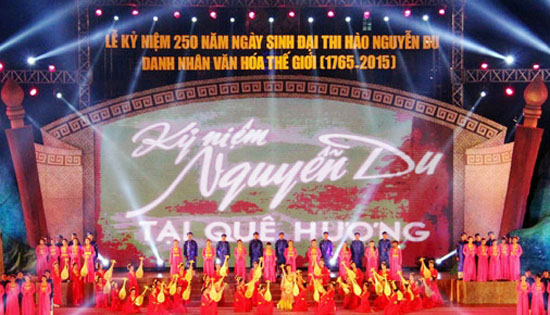 LỄ KỶ NIỆM 250 NĂM NGÀY SINH ĐẠI THI HÀO NGUYỄN DU
DANH NHÂN VĂN HÓA THẾ GIỚI (1765-2015)
Kỷ niệm
Nguyễn Du
TẠI QUÊ HƯƠNG